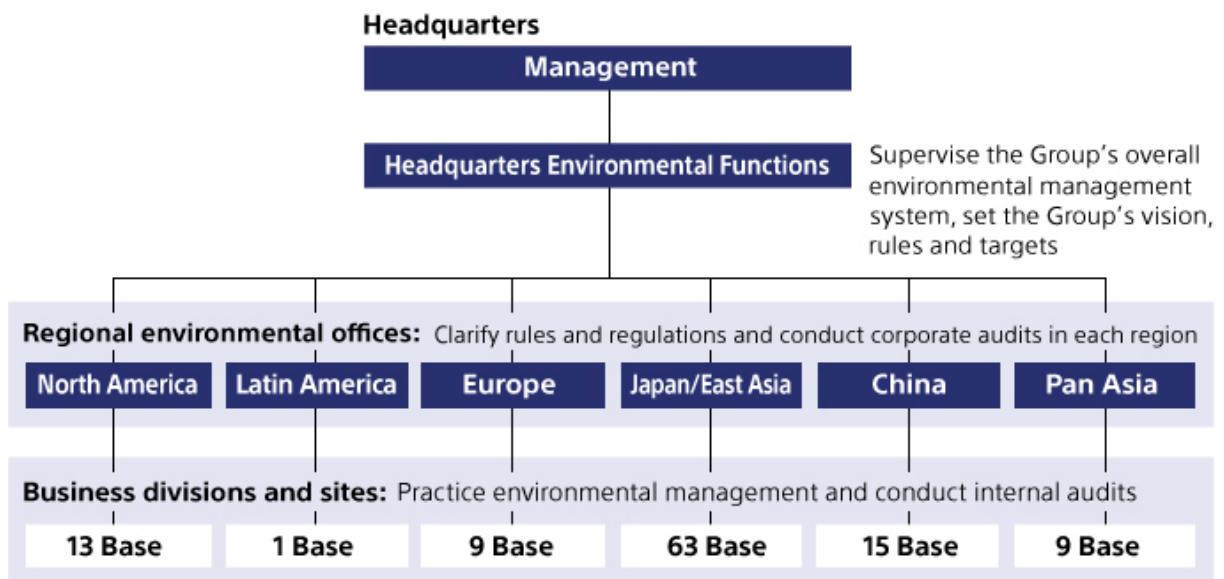 Headquarters
Management
Headquarters Environmental Functions
Supervise the Group's overall
environmental management
system, set the Group's vision,
rules and targets
Regional environmental offices: Clarify rules and regulations and conduct corporate audits in each region
North America
Latin America
Europe
Japan/East Asia
China
Pan Asia
Business divisions and sites: Practice environmental management and conduct internal audits
13 Base
1 Base
9 Base
63 Base
15 Base
9 Base